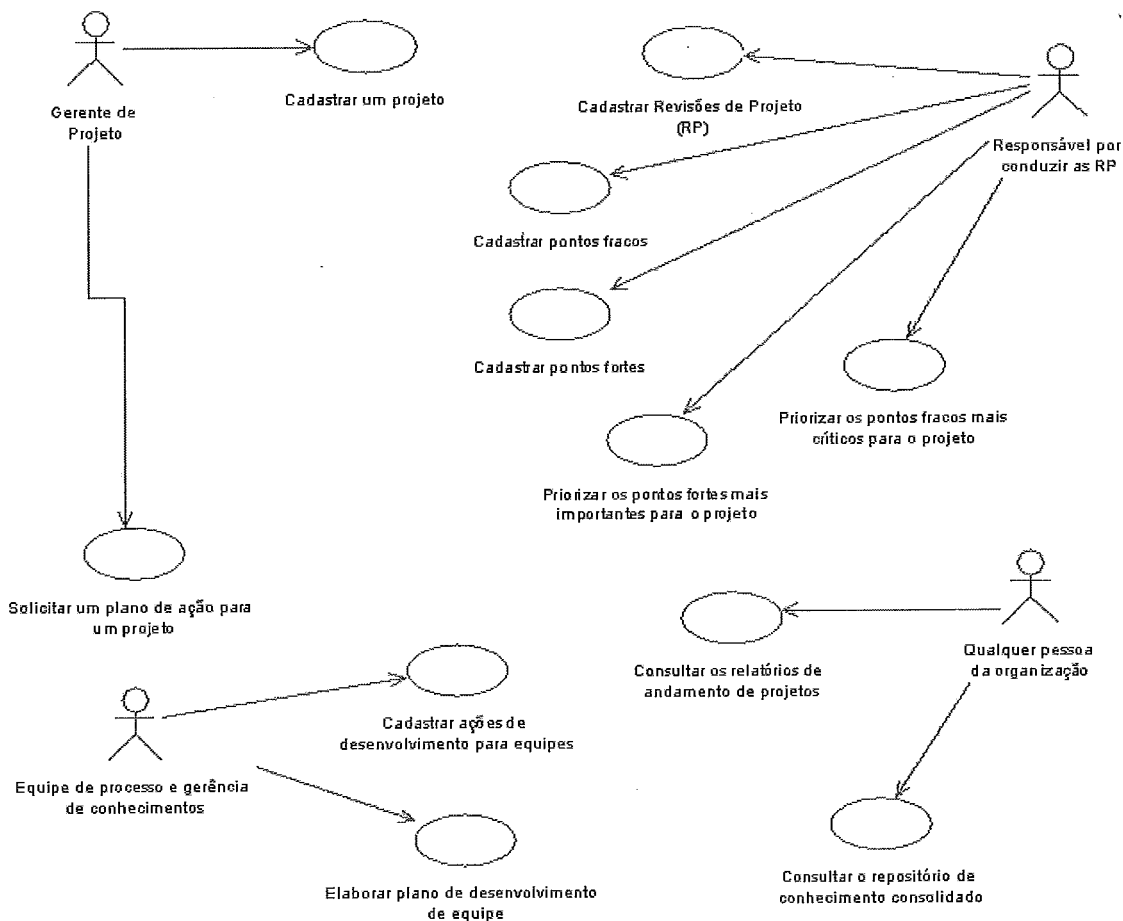 Gerente de
Projeto
Cadastrar um projeto
Cadastrar Revisões de Projeto
(RP)
Responsável por
conduzir as RP
Cadastrar pontos fracos
Cadastrar pontos fortes
Priorizar os pontos fracos mais
críticos para o projeto
Priorizar os pontos fortes mais
importantes para o projeto
Solicitar um plano de ação para
um projeto
Equipe de processo e gerência
de conhecimentos
Cadastrar ações de
desenvolvimento para equipes
Elaborar plano de desenvolvimento
de equipe
Consultar os relatórios de
andamento de projetos
Qualquer pessoa
da organização
Consultar o repositório de
conhecimento consolidado